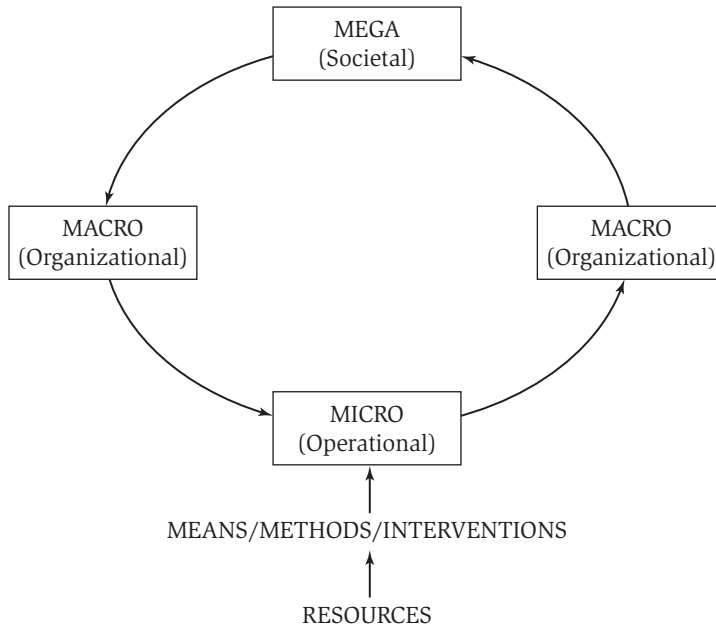 MEGA
(Societal)
MACRO
(Organizational)
MACRO
(Organizational)
MICRO
(Operational)
MEANS/METHODS/INTERVENTIONS
RESOURCES